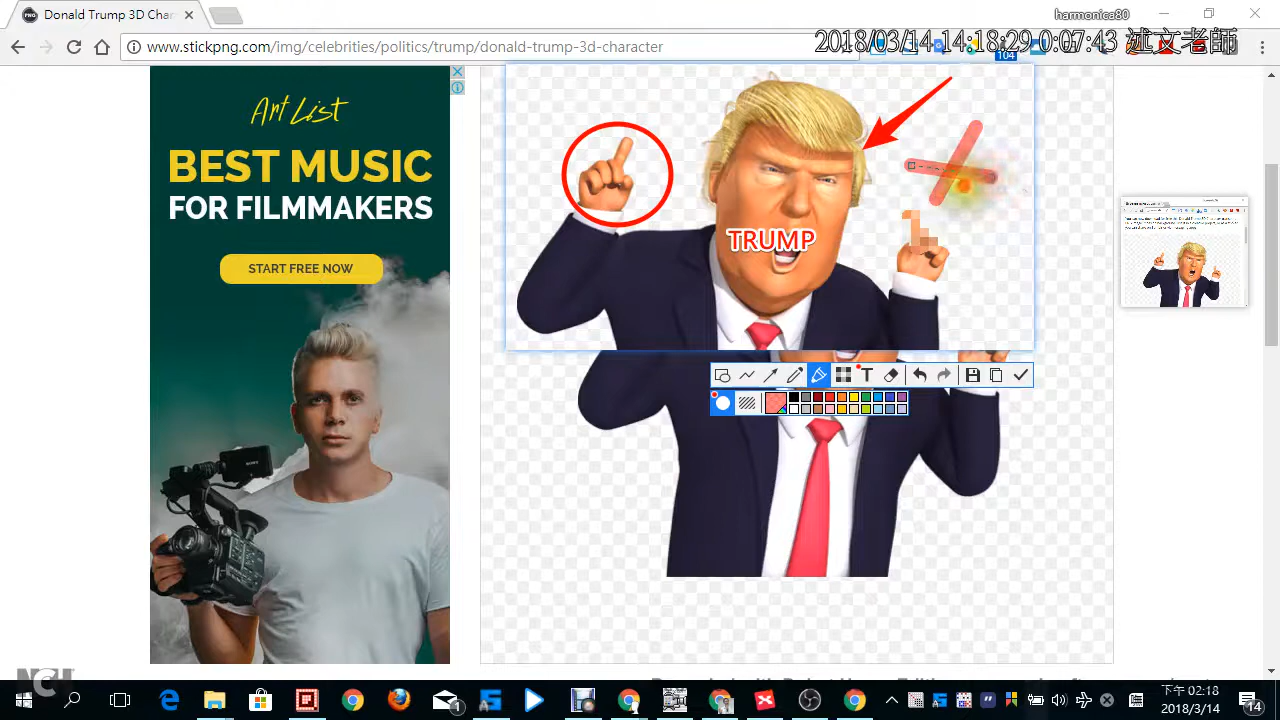 Donald Trump 3D Char
harmonica80
www.stickpng.com/img/celebrities/politics/trump/donald-trump-3d-character
2018/03/14 14:18:29 0:07:43 述文老師
104
Art List
BEST MUSIC
FOR FILMMAKERS
START FREE NOW
TRUMP
T
NCH
下午 02:18
2018/3/14
14